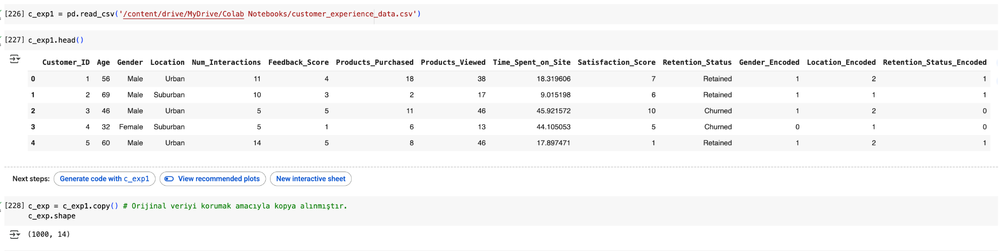 [226] c_exp1 = pd.read_csv('/content/drive/MyDrive/Colab Notebooks/customer_experience_data.csv')
[227] c_exp1.head()
Customer_ID Age Gender Location Num_Interactions Feedback_Score Products_Purchased Products_Viewed Time_Spent_on_Site Satisfaction_Score Retention_Status Gender_Encoded Location_Encoded Retention_Status_Encoded
0 1 56 Male Urban 11 4 18 38 18.319606 7 Retained 1 2 1
1 2 69 Male Suburban 10 3 2 17 9.015198 6 Retained 1 1 1
2 3 46 Male Urban 5 5 11 46 45.921572 10 Churned 1 2 0
3 4 32 Female Suburban 5 1 6 13 44.105053 5 Churned 0 1 0
4 5 60 Male Urban 14 5 8 46 17.897471 1 Retained 1 2 1
Next steps: Generate code with c_exp1 View recommended plots New interactive sheet
[228] c_exp = c_exp1.copy() # Orijinal veriyi korumak amacıyla kopya alınmıştır.
c_exp.shape
(1000, 14)